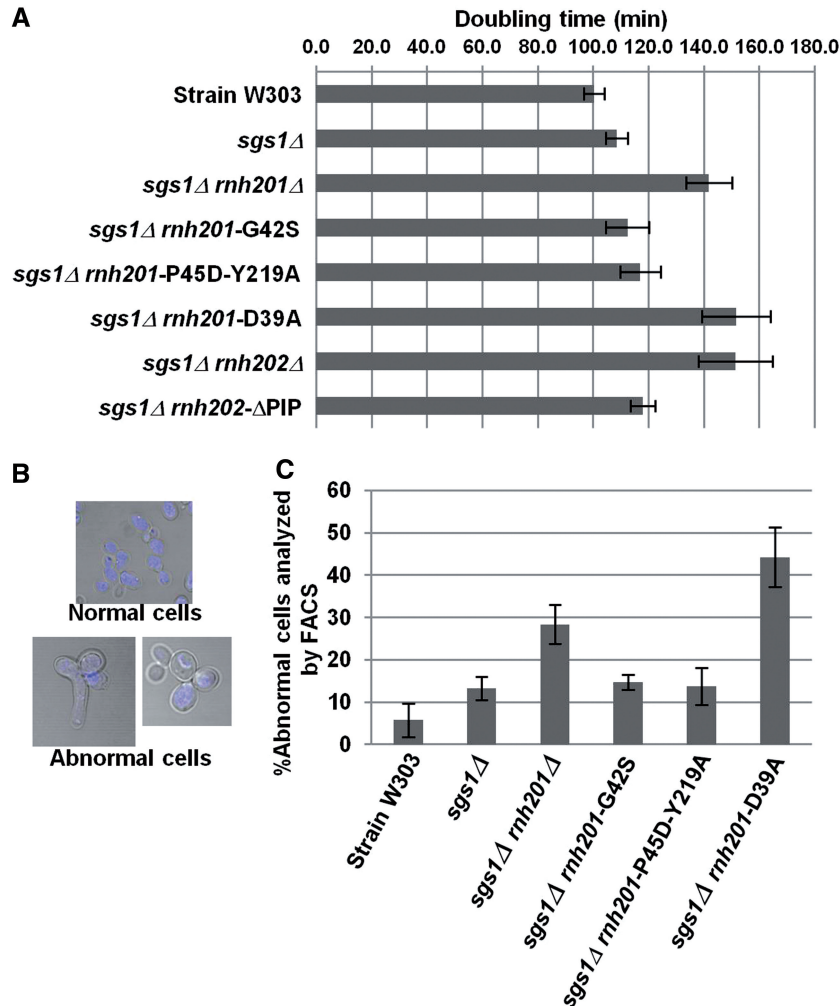 A
Doubling time (min)
0.0 20.0 40.0 60.0 80.0 100.0 120.0 140.0 160.0 180.0
Strain W303
sgs1Δ
sgs1Δ rnh201Δ
sgs1Δ rnh201-G42S
sgs1Δ rnh201-P45D-Y219A
sgs1Δ rnh201-D39A
sgs1Δ rnh202Δ
sgs1Δ rnh202-ΔPIP
B
Normal cells
Abnormal cells
C
%Abnormal cells analyzed
by FACS
60
50
40
30
20
10
0
Strain W303
sgs1Δ
sgs1Δ rnh201Δ
sgs1Δ rnh201-G42S
sgs1Δ rnh201-P45D-Y219A
sgs1Δ rnh201-D39A